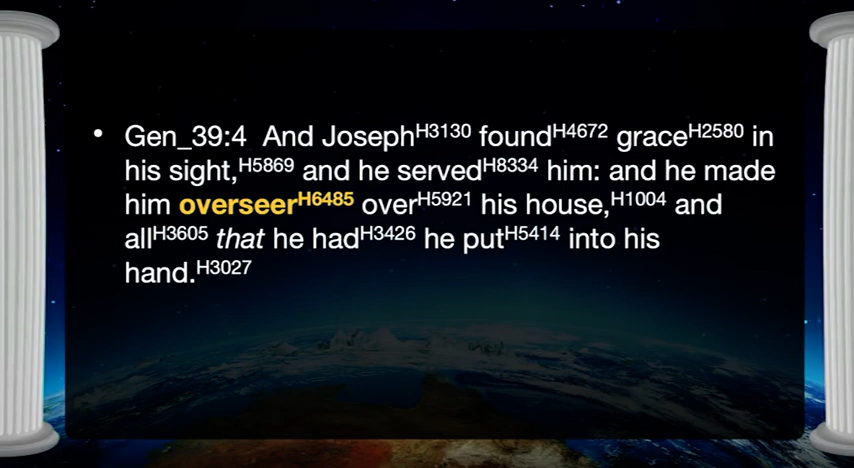 • Gen_39:4 And JosephH3130 foundH4672 graceH2580 in
his sight,H5869 and he servedH8334 him: and he made
him overseerH6485 overH5921 his house,H1004 and
allH3605 that he hadH3426 he putH5414 into his
hand.H3027